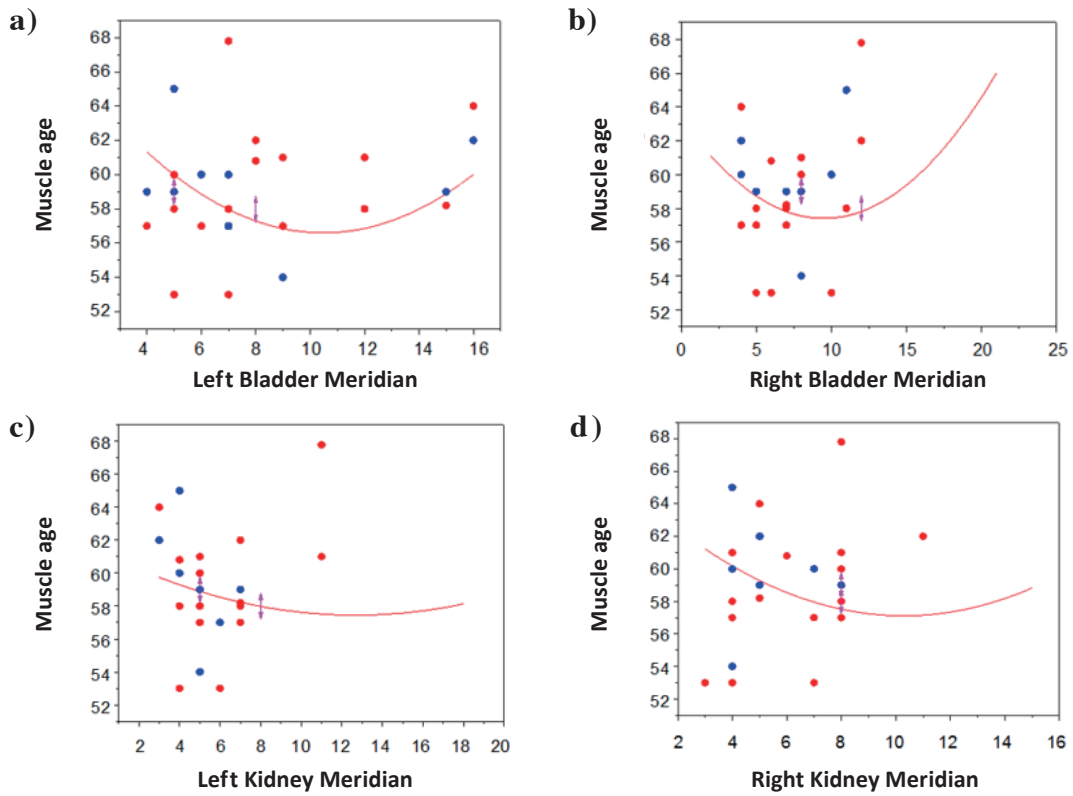 a)
68
66
64
62
60
58
56
54
52
Muscle age
4 6 8 10 12 14 16
Left Bladder Meridian
b)
68
66
64
62
60
58
56
54
52
Muscle age
0 5 10 15 20 25
Right Bladder Meridian
c)
68
66
64
62
60
58
56
54
52
Muscle age
2 4 6 8 10 12 14 16 18 20
Left Kidney Meridian
d)
68
66
64
62
60
58
56
54
52
Muscle age
2 4 6 8 10 12 14 16
Right Kidney Meridian